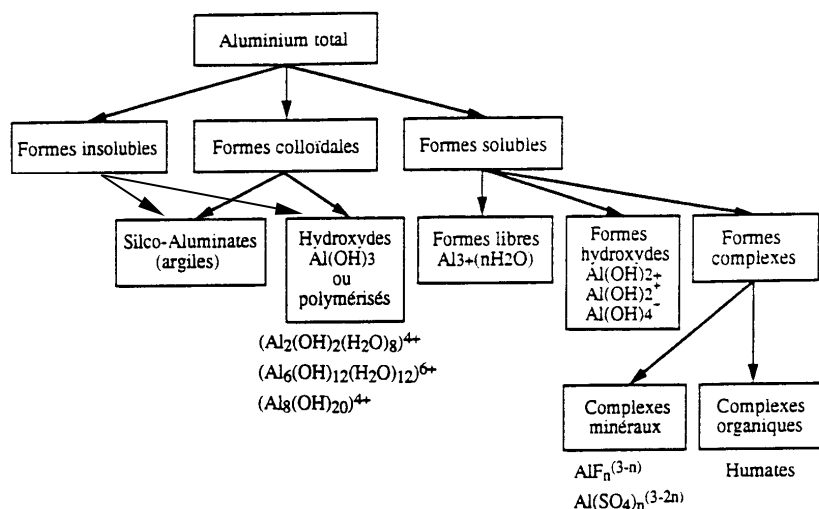 Aluminium total
Formes insolubles
Formes colloïdales
Formes solubles
Silco-Aluminates
(argiles)
Hydroxydes
Al(OH)3
ou
polymérisés
Formes libres
Al3+(nH2O)
Formes
hydroxydes
Al(OH)2+
Al(OH)2+
Al(OH)4-
Formes
complexes
(Al2(OH)2(H2O)8)4+
(Al6(OH)12(H2O)12)6+
(Al8(OH)20)4+
Complexes
minéraux
Complexes
organiques
AlFn(3-n)
Al(SO4)n(3-2n)
Humates